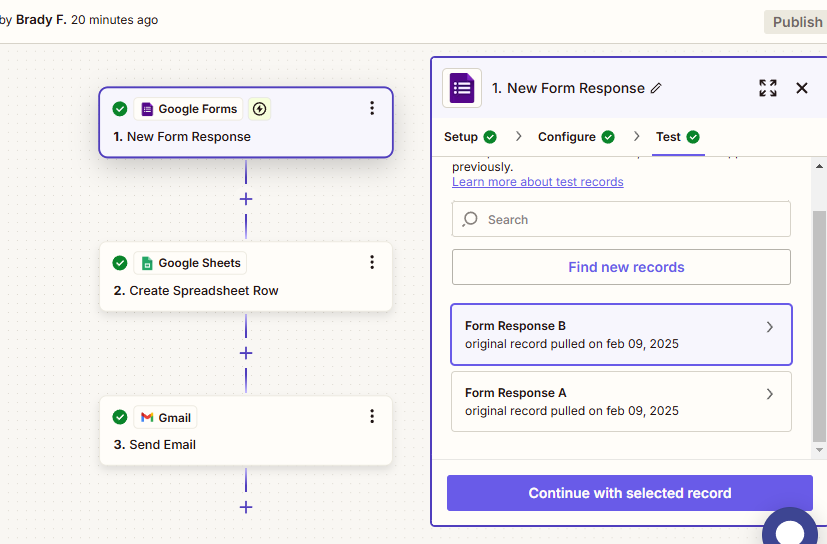 by Brady F. 20 minutes ago
Publish
Google Forms
1. New Form Response
Google Sheets
2. Create Spreadsheet Row
Gmail
3. Send Email
1. New Form Response
Setup
Configure
Test
previously.
Learn more about test records
Search
Find new records
Form Response B
original record pulled on feb 09, 2025
Form Response A
original record pulled on feb 09, 2025
Continue with selected record